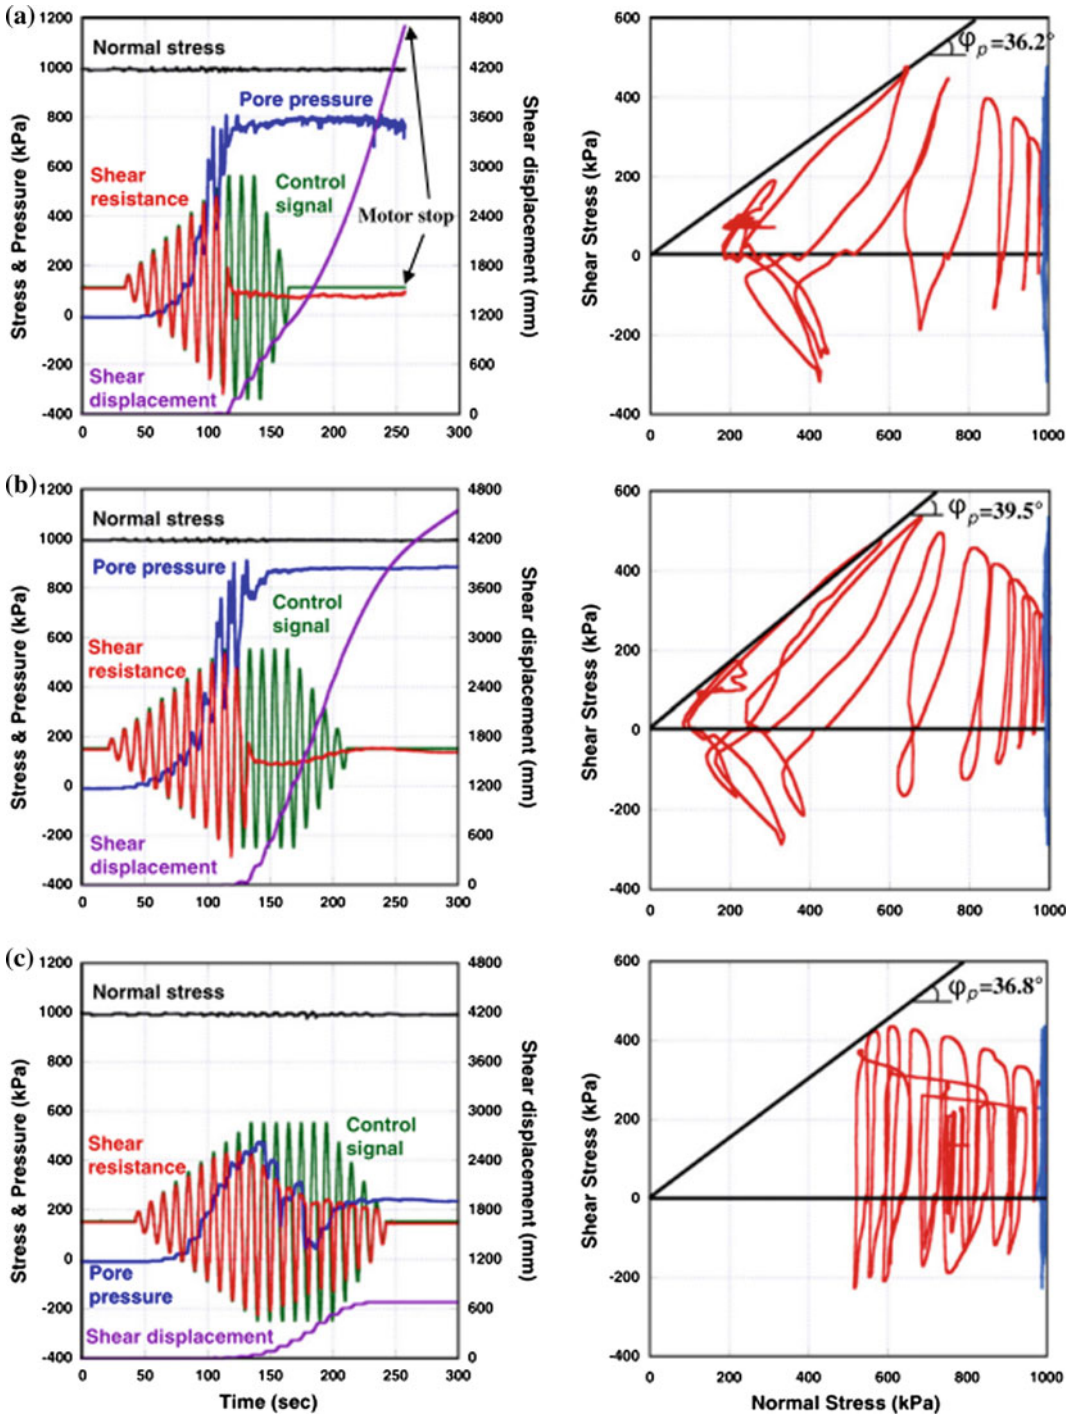 (a)
1200
1000
800
600
400
200
0
-200
-400
Stress & Pressure (kPa)
Normal stress
Pore pressure
Shear
resistance
Control
signal
Motor stop
Shear
displacement
4800
4200
3600
3000
2400
1800
1200
600
0
Shear displacement (mm)
0 50 100 150 200 250 300
600
400
200
0
-200
-400
Shear Stress (kPa)
φp=36.2°
0 200 400 600 800 1000
(b)
1200
1000
800
600
400
200
0
-200
-400
Stress & Pressure (kPa)
Normal stress
Pore pressure
Control
signal
Shear
resistance
Shear
displacement
4800
4200
3600
3000
2400
1800
1200
600
0
Shear displacement (mm)
0 50 100 150 200 250 300
600
400
200
0
-200
-400
Shear Stress (kPa)
φp=39.5°
0 200 400 600 800 1000
(c)
1200
1000
800
600
400
200
0
-200
-400
Stress & Pressure (kPa)
Normal stress
Control
signal
Shear
resistance
Pore
pressure
Shear displacement
4800
4200
3600
3000
2400
1800
1200
600
0
Shear displacement (mm)
0 50 100 150 200 250 300
Time (sec)
600
400
200
0
-200
-400
Shear Stress (kPa)
φp=36.8°
0 200 400 600 800 1000
Normal Stress (kPa)